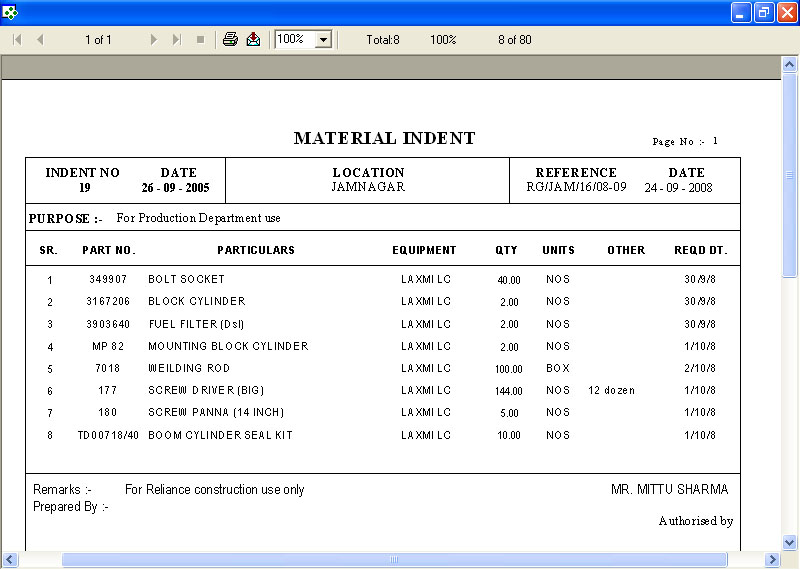 1 of 1 100% Total:8 100% 8 of 80
MATERIAL INDENT
Page No :- 1
INDENT NO DATE LOCATION REFERENCE DATE
19 26 - 09 - 2005 JAMNAGAR RG/JAM/16/08-09 24 - 09 - 2008
PURPOSE :- For Production Department use
SR. PART NO. PARTICULARS EQUIPMENT QTY UNITS OTHER REQD DT.
1 349907 BOLT SOCKET LAXMI LC 40.00 NOS 30/9/8
2 3167206 BLOCK CYLINDER LAXMI LC 2.00 NOS 30/9/8
3 3903640 FUEL FILTER (Dsl) LAXMI LC 2.00 NOS 30/9/8
4 MP 82 MOUNTING BLOCK CYLINDER LAXMI LC 2.00 NOS 1/10/8
5 7018 WEILDING ROD LAXMI LC 100.00 BOX 2/10/8
6 177 SCREW DRIVER (BIG) LAXMI LC 144.00 NOS 12 dozen 1/10/8
7 180 SCREW PANNA (14 INCH) LAXMI LC 5.00 NOS 1/10/8
8 TD00718/40 BOOM CYLINDER SEAL KIT LAXMI LC 10.00 NOS 1/10/8
Remarks :- For Reliance construction use only MR. MITTU SHARMA
Prepared By :-
Authorised by